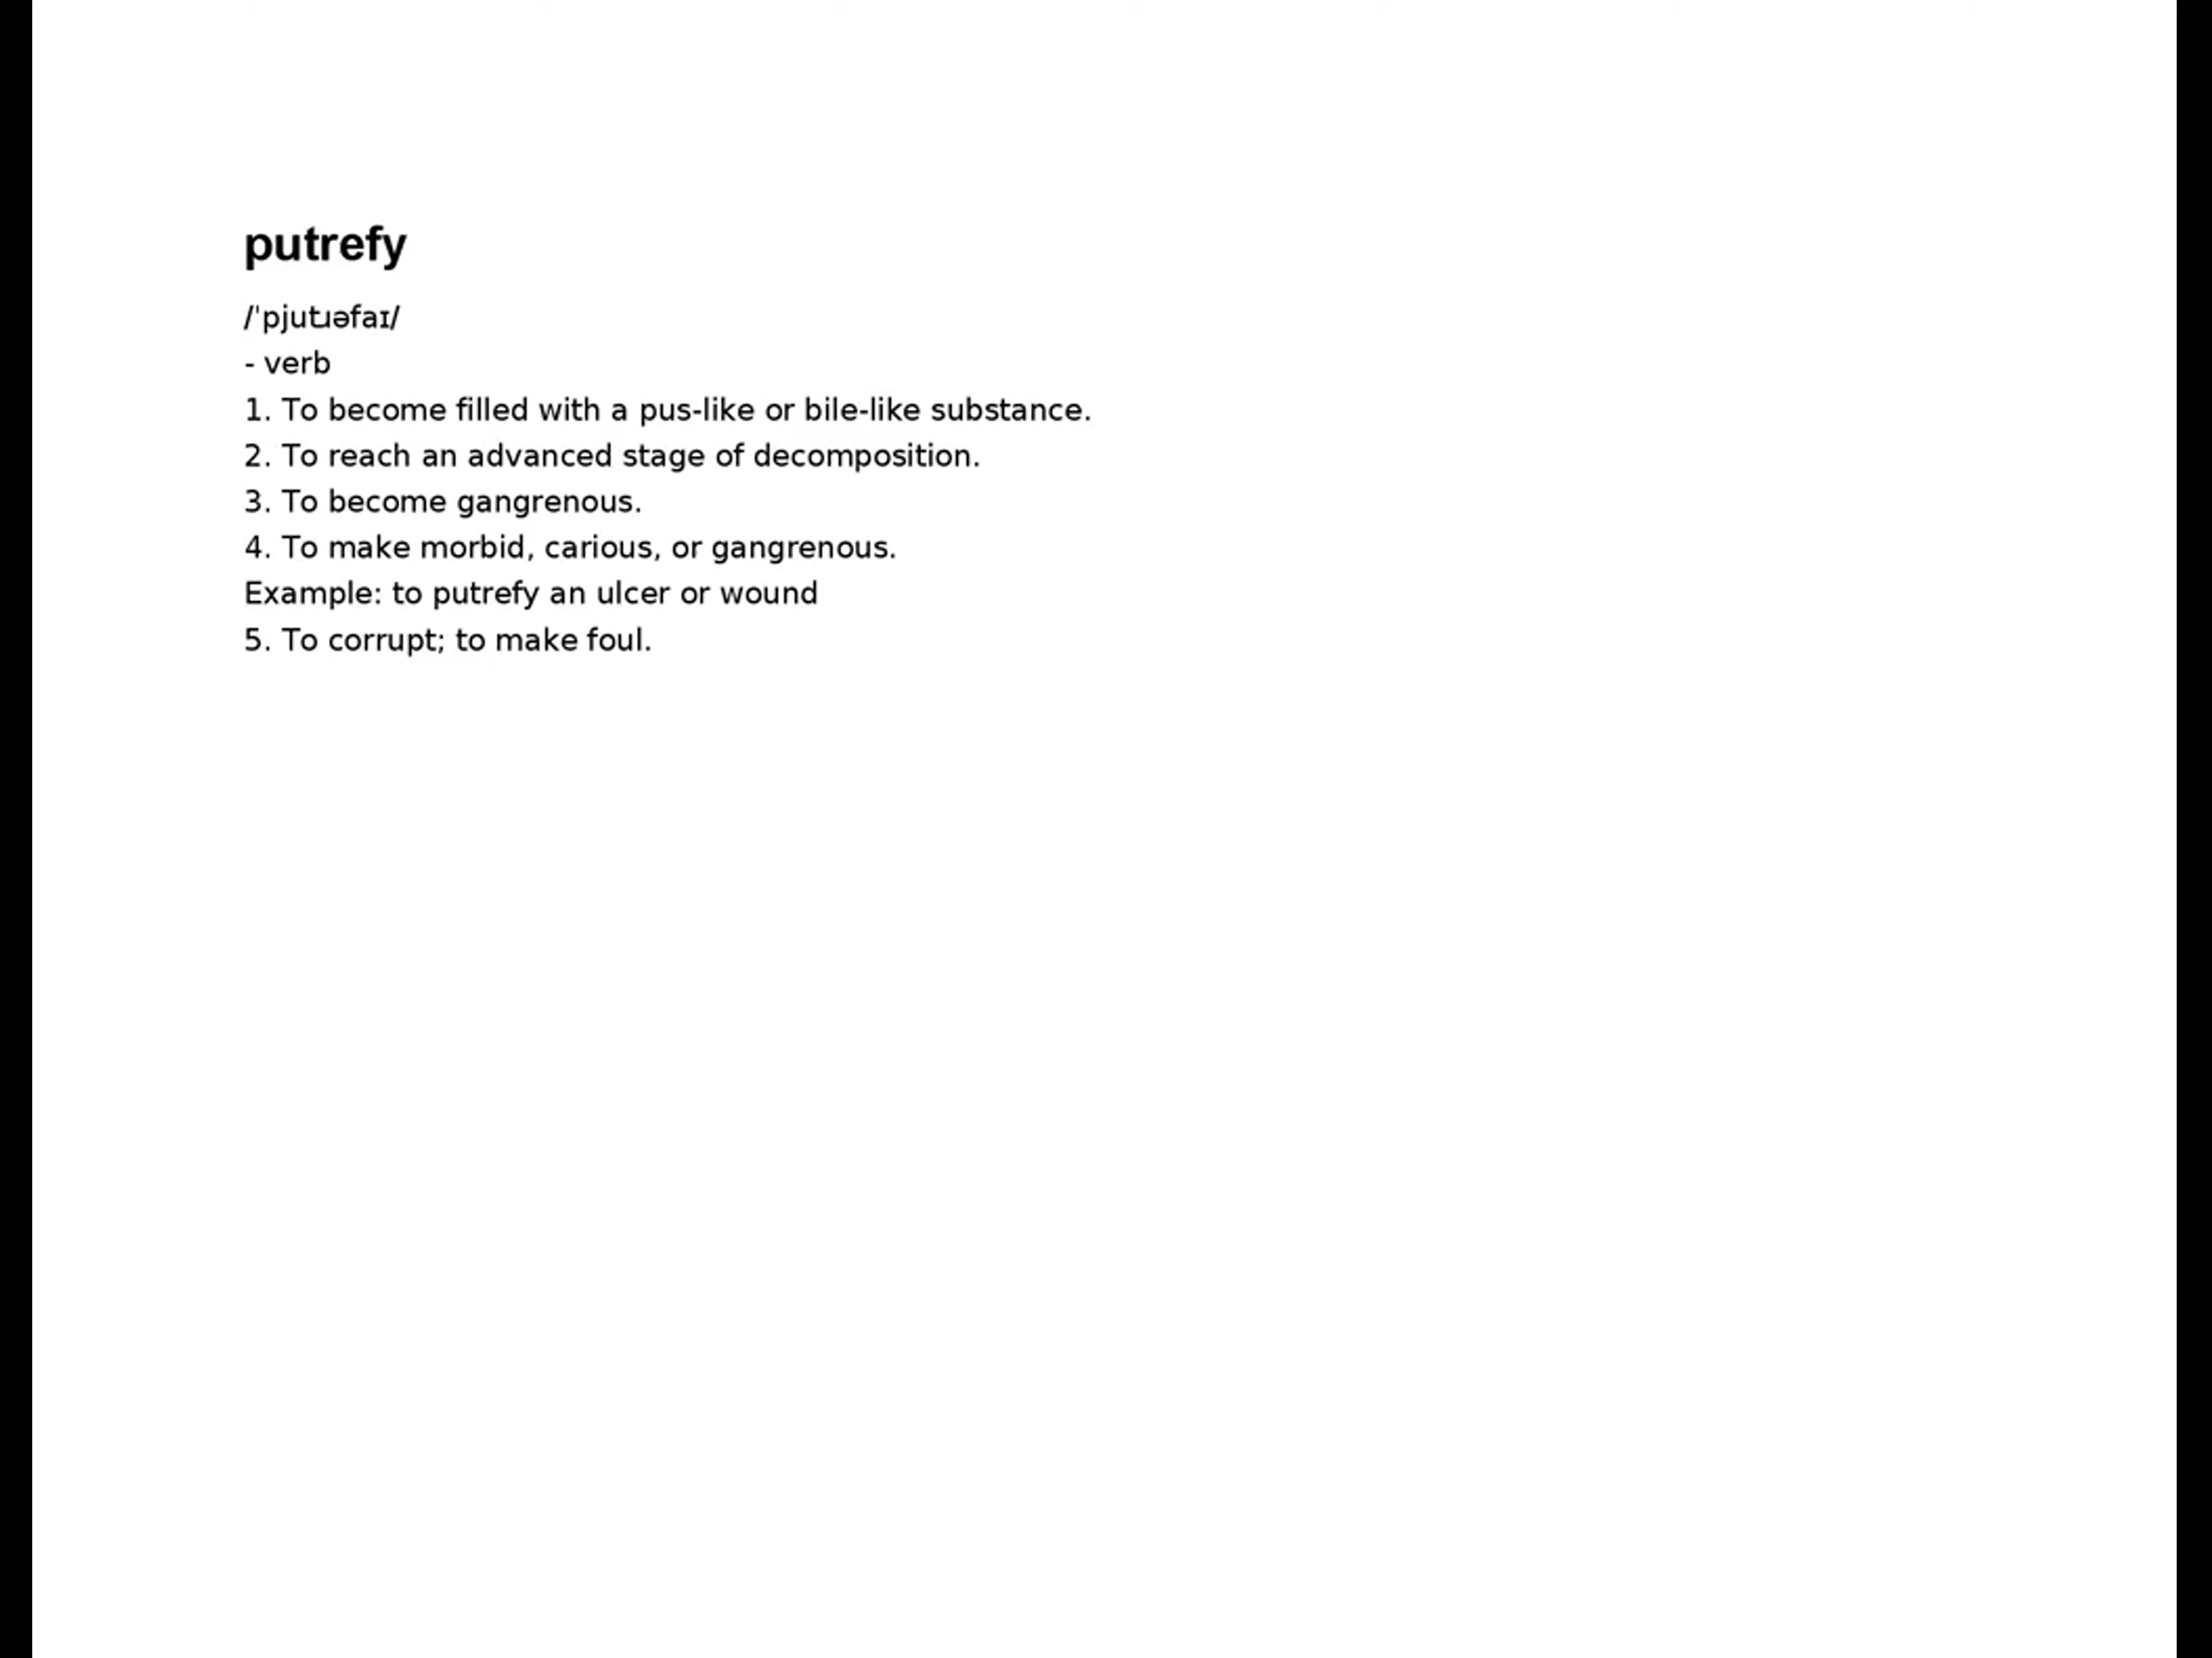 putrefy
/ˈpjutɹəfaɪ/
- verb
1. To become filled with a pus-like or bile-like substance.
2. To reach an advanced stage of decomposition.
3. To become gangrenous.
4. To make morbid, carious, or gangrenous.
Example: to putrefy an ulcer or wound
5. To corrupt; to make foul.